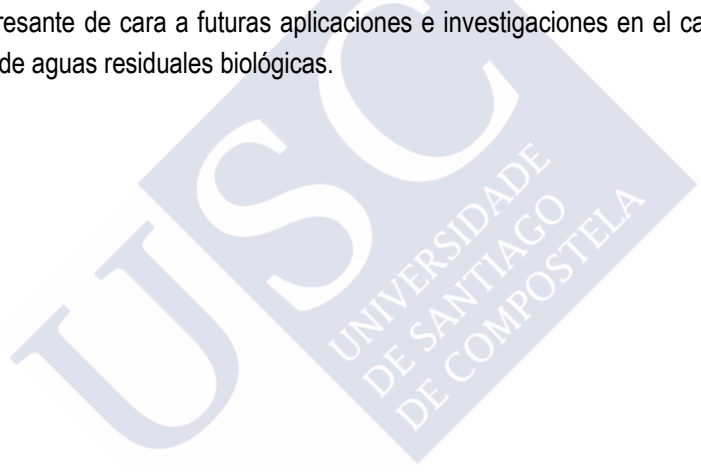 resante de cara a futuras aplicaciones e investigaciones en el ca
de aguas residuales biológicas.
USC
UNIVERSIDADE
DE SANTIAGO
DE COMPOSTELA